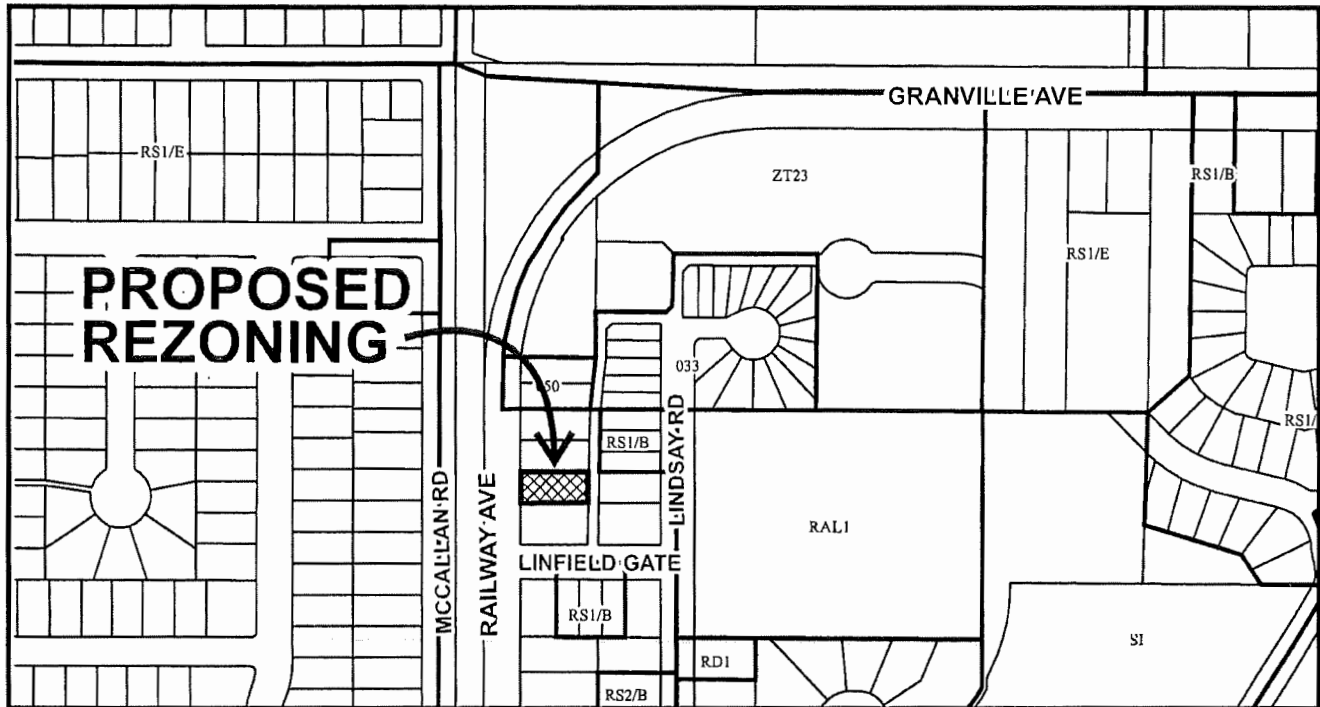 GRANVILLE AVE
RS1/E
ZT23
RS1/B
RS1/E
PROPOSED
REZONING
033
RS1/B
RS1/
MCCALLAN RD
RAILWAY AVE
LINDSAY RD
RAL1
LINFIELD GATE
RS1/B
SI
RD1
RS2/B